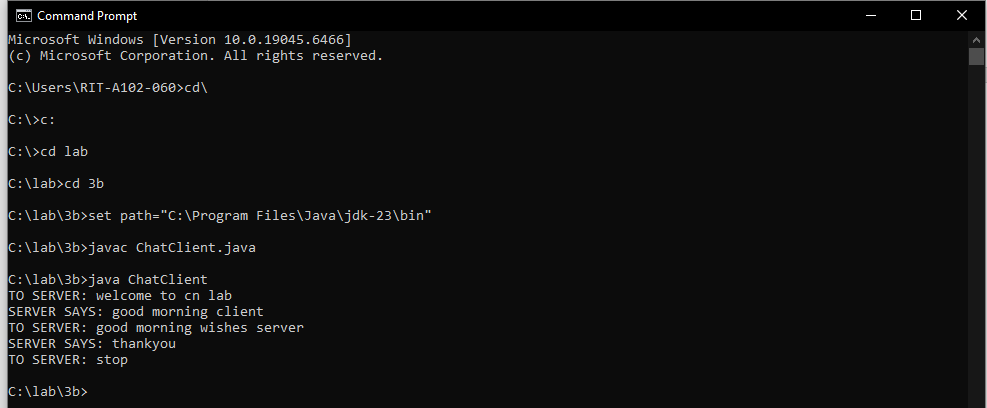 Command Prompt
Microsoft Windows [Version 10.0.19045.6466]
(c) Microsoft Corporation. All rights reserved.
C:\Users\RIT-A102-060>cd\
C:\>c:
C:\>cd lab
C:\lab>cd 3b
C:\lab\3b>set path="C:\Program Files\Java\jdk-23\bin"
C:\lab\3b>javac ChatClient.java
C:\lab\3b>java ChatClient
TO SERVER: welcome to cn lab
SERVER SAYS: good morning client
TO SERVER: good morning wishes server
SERVER SAYS: thankyou
TO SERVER: stop
C:\lab\3b>